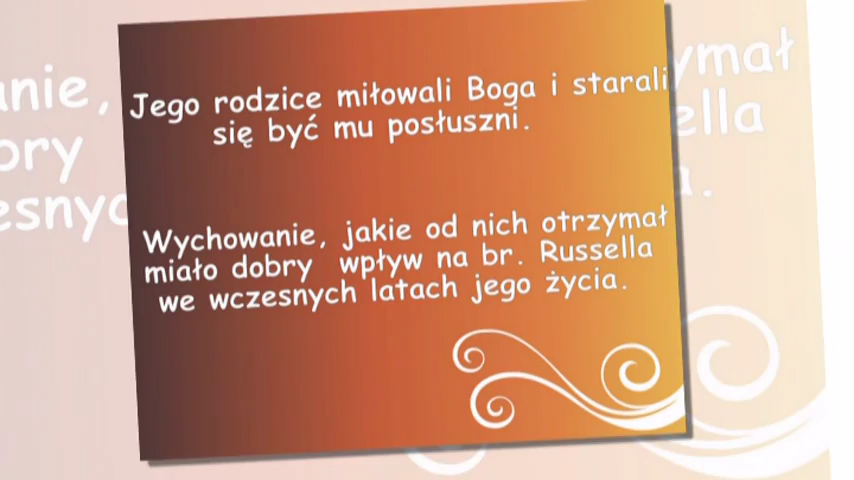 Jego rodzice miłowali Boga i starali
się być mu posłuszni.
Wychowanie, jakie od nich otrzymał
miało dobry wpływ na br. Russella
we wczesnych latach jego życia.